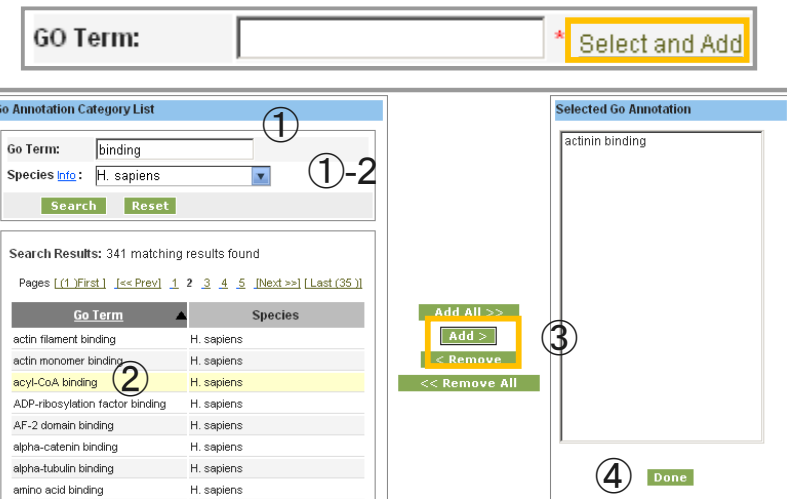 GO Term: * Select and Add
Go Annotation Category List
①
Go Term: binding
Species Info : H. sapiens
①-2
Search Reset
Search Results: 341 matching results found
Pages [ (1 )First ] [<< Prev] 1 2 3 4 5 [Next >>] [ Last (35 )]
Go Term Species
actin filament binding H. sapiens
actin monomer binding H. sapiens
acyl-CoA binding ② H. sapiens
ADP-ribosylation factor binding H. sapiens
AF-2 domain binding H. sapiens
alpha-catenin binding H. sapiens
alpha-tubulin binding H. sapiens
amino acid binding H. sapiens
Add All >>
Add >
③
< Remove
<< Remove All
Selected Go Annotation
actinin binding
④ Done